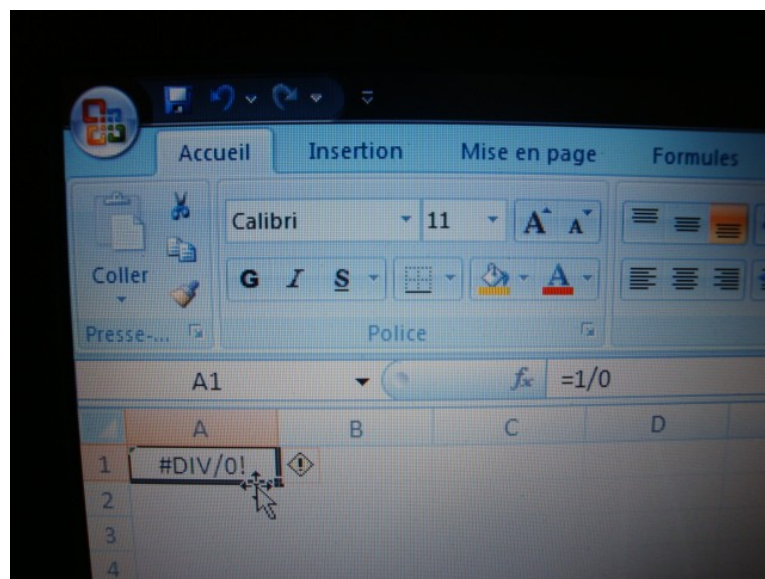 Accueil Insertion Mise en page Formules
Calibri 11 A A
Coller G I S A
Presse-... Police
A1 fx =1/0
A B C D
1 #DIV/0!
2
3
4